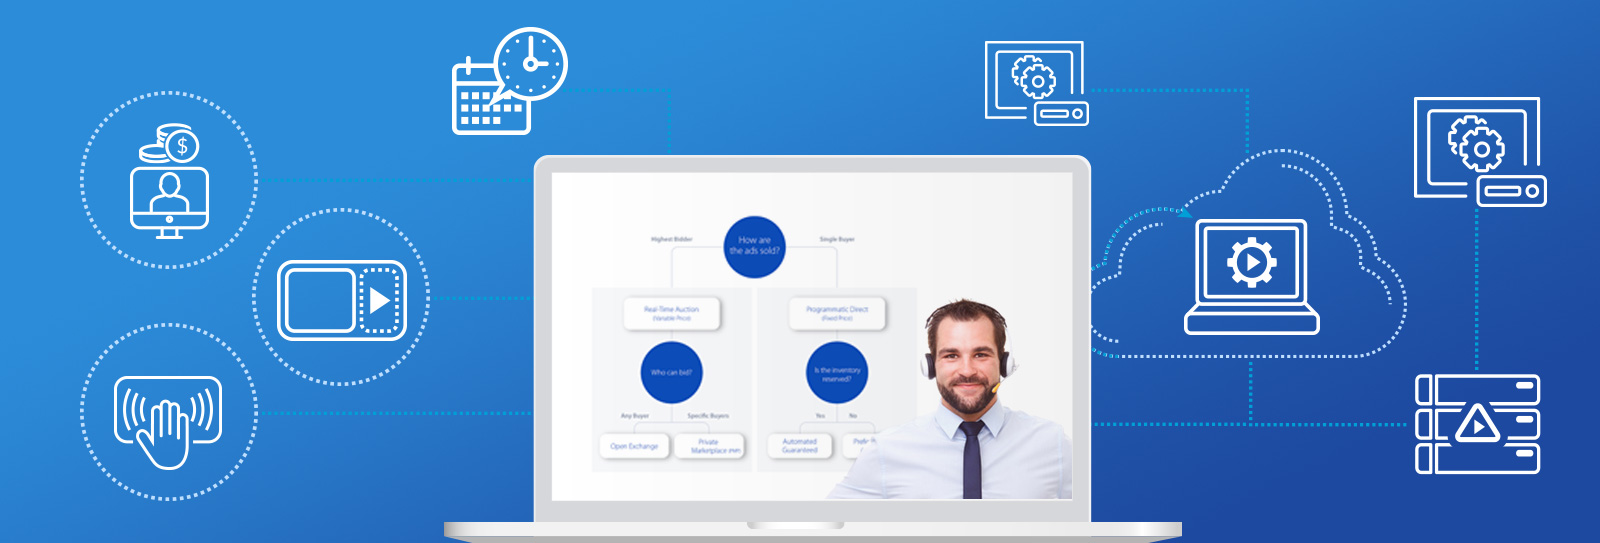 $
How are
the ads sold?
Highest Bidder
Single Buyer
Real-Time Auction
(Variable Price)
Programmatic Direct
(Fixed Price)
Who can bid?
Is the inventory
reserved?
Any Buyer
Specific Buyers
Yes
No
Open Exchange
Private
Marketplace
Automated
Guaranteed